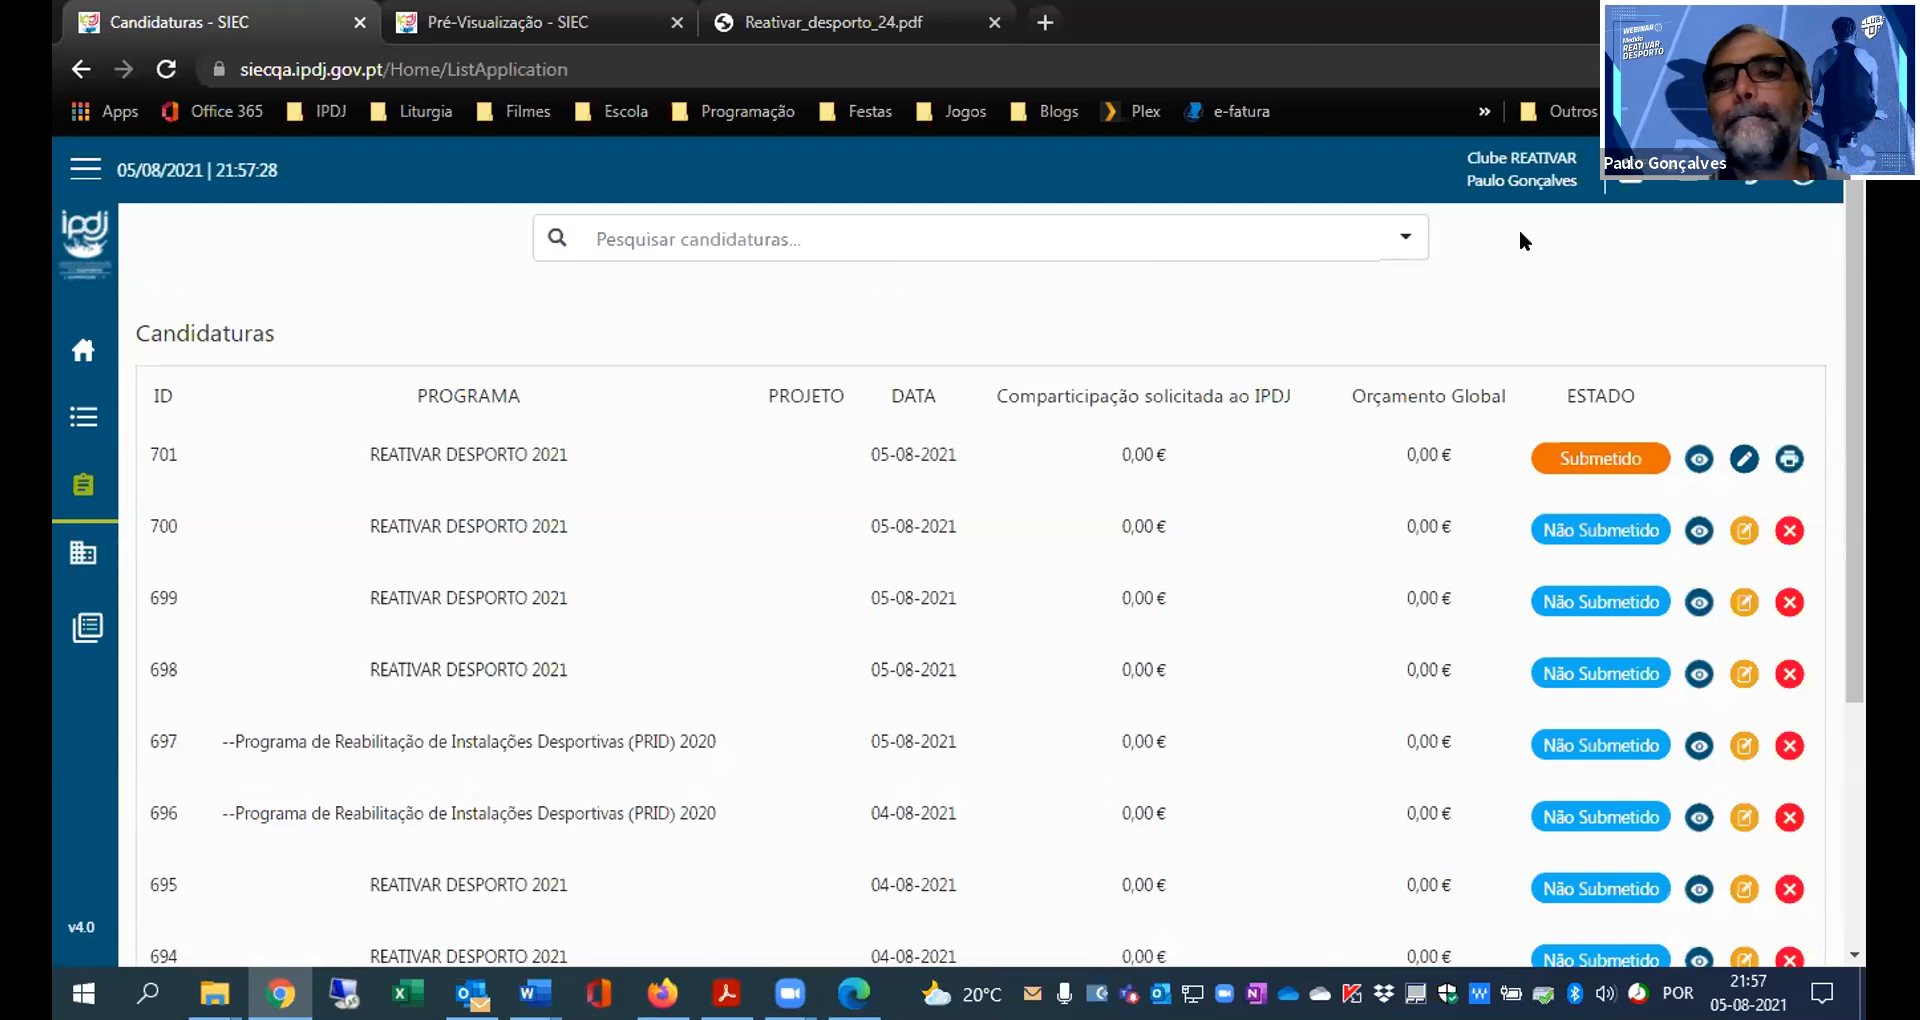 Candidaturas - SIEC
Pré-Visualização - SIEC
Reativar_desporto_24.pdf
siecqa.ipdj.gov.pt/Home/ListApplication
Apps
Office 365
IPDJ
Liturgia
Filmes
Escola
Programação
Festas
Jogos
Blogs
Plex
e-fatura
»
Outros
WEBINAR
Medida
REATIVAR
DESPORTO
CLUBE
TOP
Paulo Gonçalves
05/08/2021 | 21:57:28
Clube REATIVAR
Paulo Gonçalves
ipdj
Pesquisar candidaturas...
Candidaturas
ID PROGRAMA PROJETO DATA Comparticipação solicitada ao IPDJ Orçamento Global ESTADO
701 REATIVAR DESPORTO 2021 05-08-2021 0,00 € 0,00 € Submetido
700 REATIVAR DESPORTO 2021 05-08-2021 0,00 € 0,00 € Não Submetido
699 REATIVAR DESPORTO 2021 05-08-2021 0,00 € 0,00 € Não Submetido
698 REATIVAR DESPORTO 2021 05-08-2021 0,00 € 0,00 € Não Submetido
697 --Programa de Reabilitação de Instalações Desportivas (PRID) 2020 05-08-2021 0,00 € 0,00 € Não Submetido
696 --Programa de Reabilitação de Instalações Desportivas (PRID) 2020 04-08-2021 0,00 € 0,00 € Não Submetido
695 REATIVAR DESPORTO 2021 04-08-2021 0,00 € 0,00 € Não Submetido
694 REATIVAR DESPORTO 2021 04-08-2021 0,00 € 0,00 € Não Submetido
v4.0
20°C
POR
21:57
05-08-2021